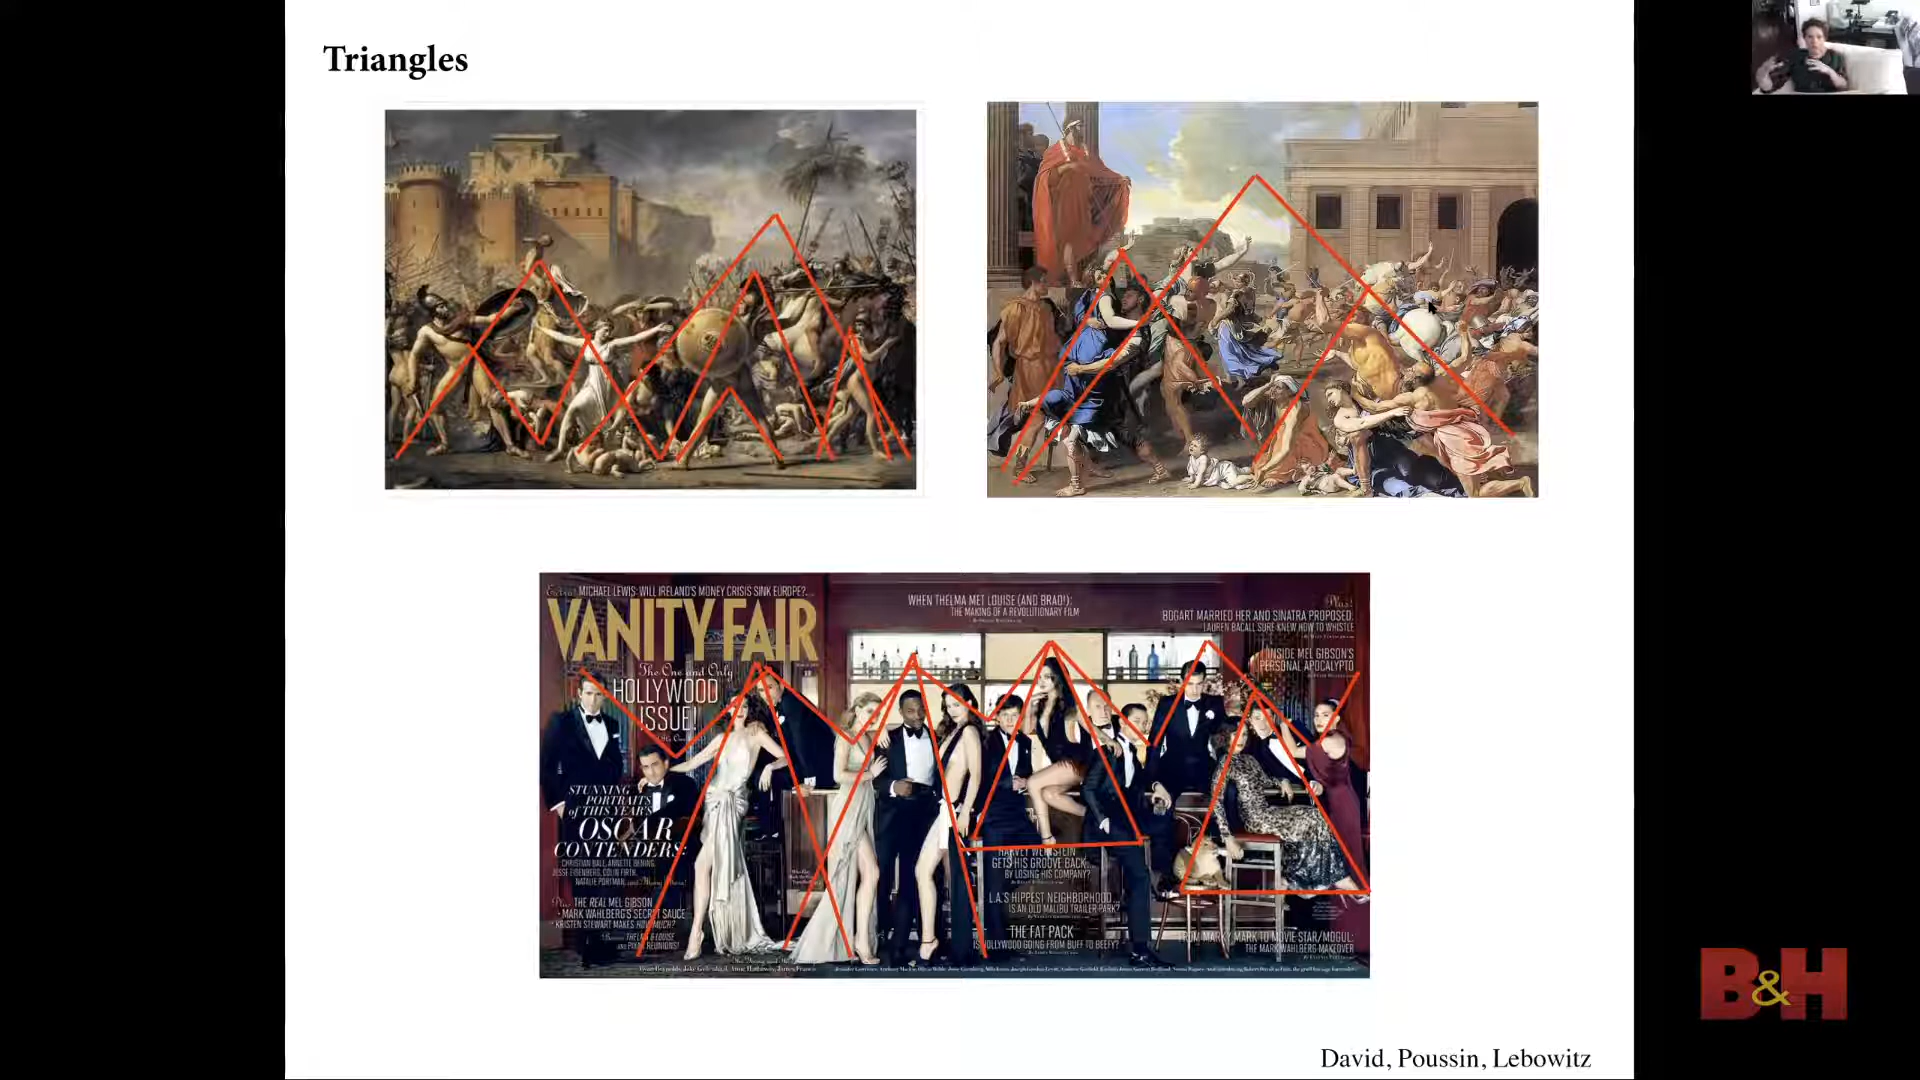 Triangles
Extra! MICHAEL LEWIS: WILL IRELAND'S MONEY CRISIS SINK EUROPE?...
VANITY FAIR
The One and Only
HOLLYWOOD
ISSUE!
WHEN THELMA MET LOUISE (AND BRAD!):
THE MAKING OF A REVOLUTIONARY FILM
Plus!
BOGART MARRIED HER AND SINATRA PROPOSED:
LAUREN BACALL SURE KNEW HOW TO WHISTLE
INSIDE MEL GIBSON'S
PERSONAL APOCALYPTO
STUNNING
PORTRAITS
of THIS YEAR'S
OSCAR
CONTENDERS:
CHRISTIAN BALE, ANNETTE BENING,
JESSE EISENBERG, COLIN FIRTH,
NATALIE PORTMAN,
THE REAL MEL GIBSON
MARK WAHLBERG'S SECRET SAUCE
KRISTEN STEWART MAKES HOW MUCH?
THELMA & LOUISE
REUNIONS!
HARVEY WEINSTEIN
GETS HIS GROOVE BACK:
BY LOSING HIS COMPANY?
L.A.'S HIPPEST NEIGHBORHOOD...
IS AN OLD MALIBU TRAILER PARK?
THE FAT PACK
IS HOLLYWOOD GOING FROM BUFF TO BEEFY?
FROM MARKY MARK TO MOVIE STAR/MOGUL:
THE MARK WAHLBERG MAKEOVER
B&H
David, Poussin, Lebowitz